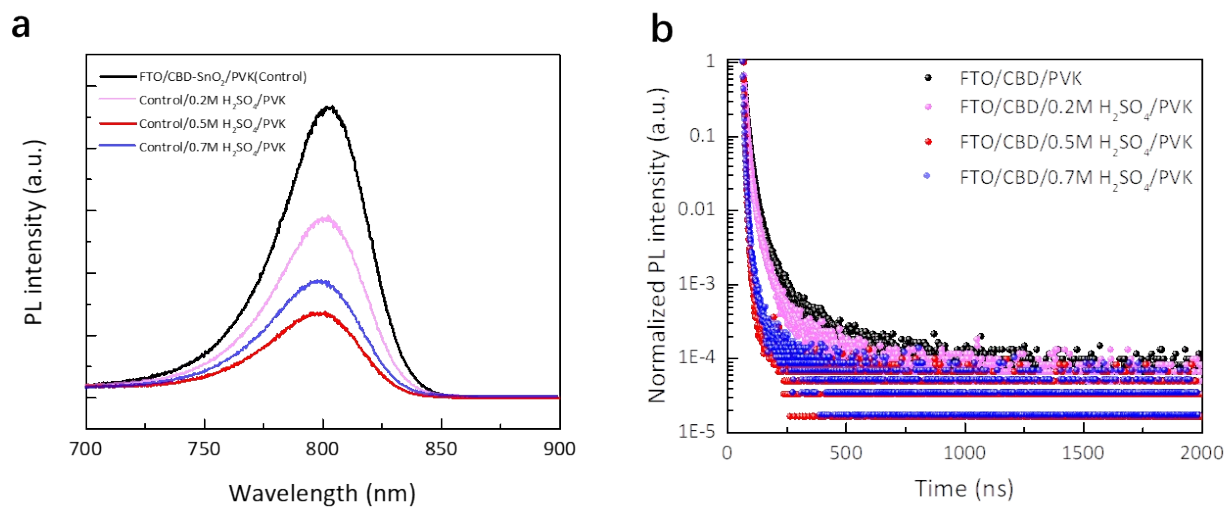 a
PL intensity (a.u.)
FTO/CBD-SnO₂/PVK(Control)
Control/0.2M H₂SO₄/PVK
Control/0.5M H₂SO₄/PVK
Control/0.7M H₂SO₄/PVK
700 750 800 850 900
Wavelength (nm)
b
Normalized PL intensity (a.u.)
1
0.1
0.01
1E-3
1E-4
1E-5
FTO/CBD/PVK
FTO/CBD/0.2M H₂SO₄/PVK
FTO/CBD/0.5M H₂SO₄/PVK
FTO/CBD/0.7M H₂SO₄/PVK
0 500 1000 1500 2000
Time (ns)